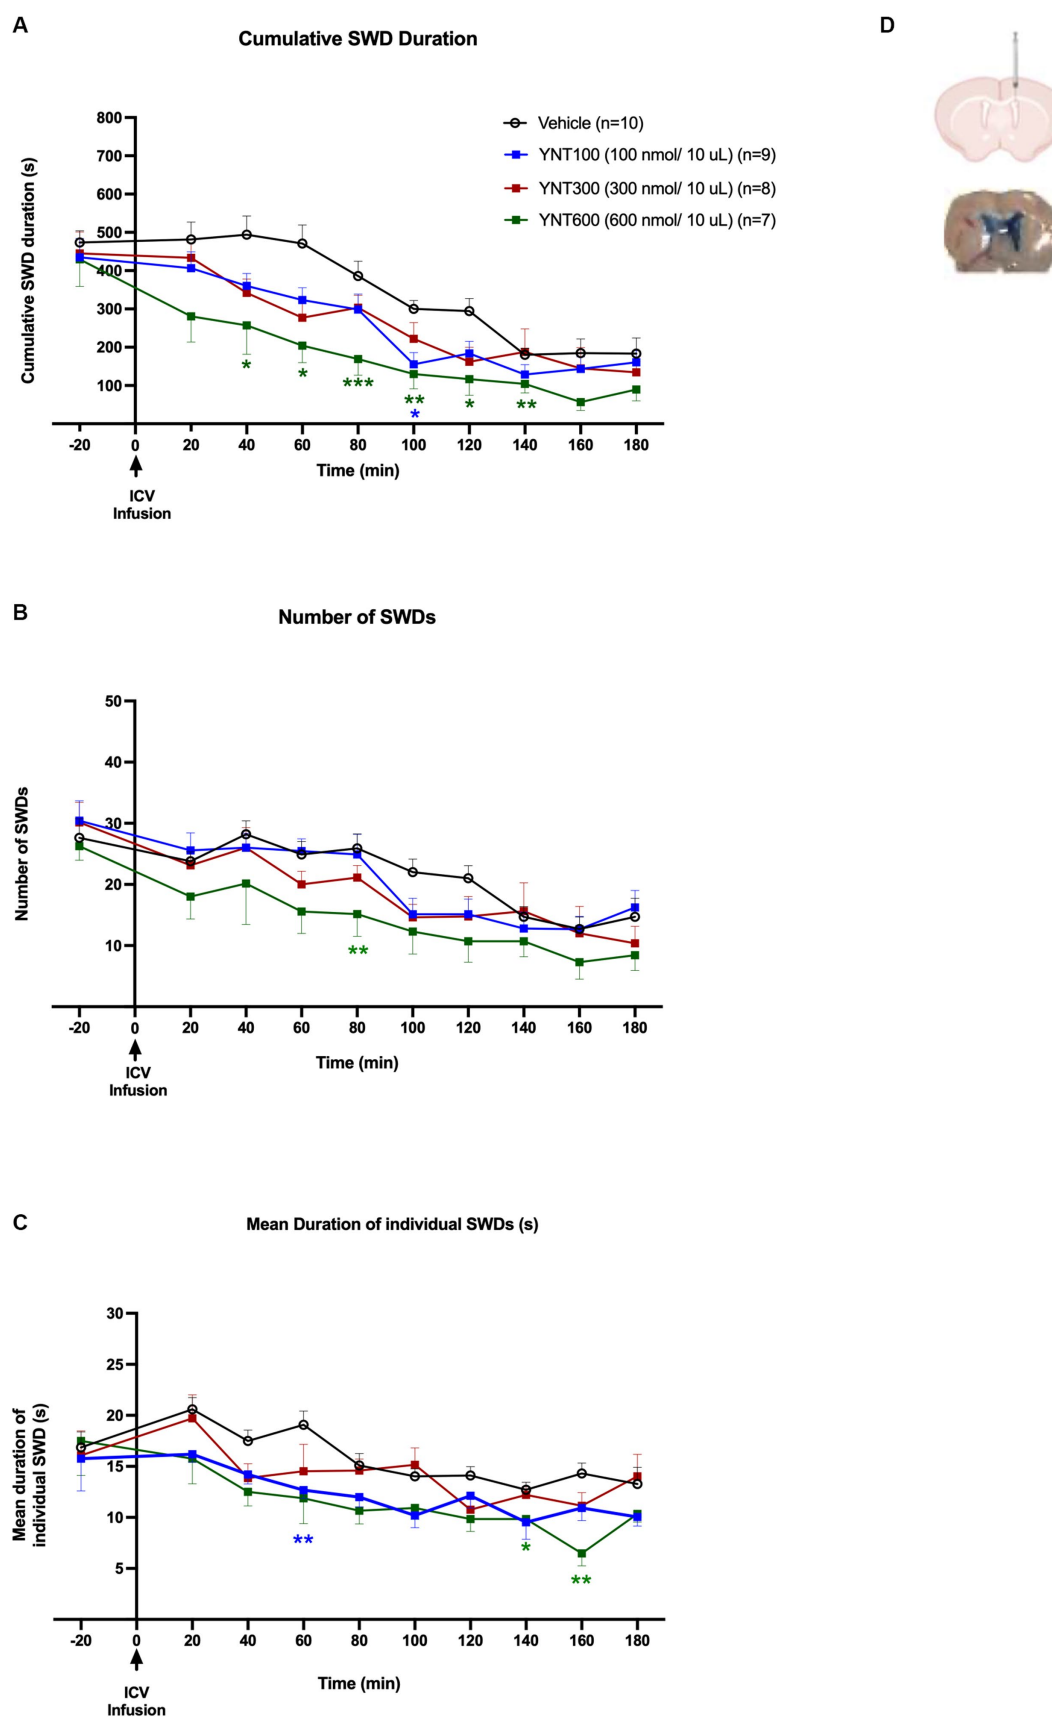 A
D
Cumulative SWD Duration
800
700
600
500
400
300
200
100
Cumulative SWD duration (s)
Vehicle (n=10)
YNT100 (100 nmol/ 10 uL) (n=9)
YNT300 (300 nmol/ 10 uL) (n=8)
YNT600 (600 nmol/ 10 uL) (n=7)
* * *** ** * **
*
-20 0 20 40 60 80 100 120 140 160 180
Time (min)
ICV
Infusion
B
Number of SWDs
50
40
30
20
10
Number of SWDs
**
-20 0 20 40 60 80 100 120 140 160 180
Time (min)
ICV
Infusion
C
Mean Duration of individual SWDs (s)
30
25
20
15
10
5
Mean duration of
individual SWD (s)
** *
**
-20 0 20 40 60 80 100 120 140 160 180
Time (min)
ICV
Infusion